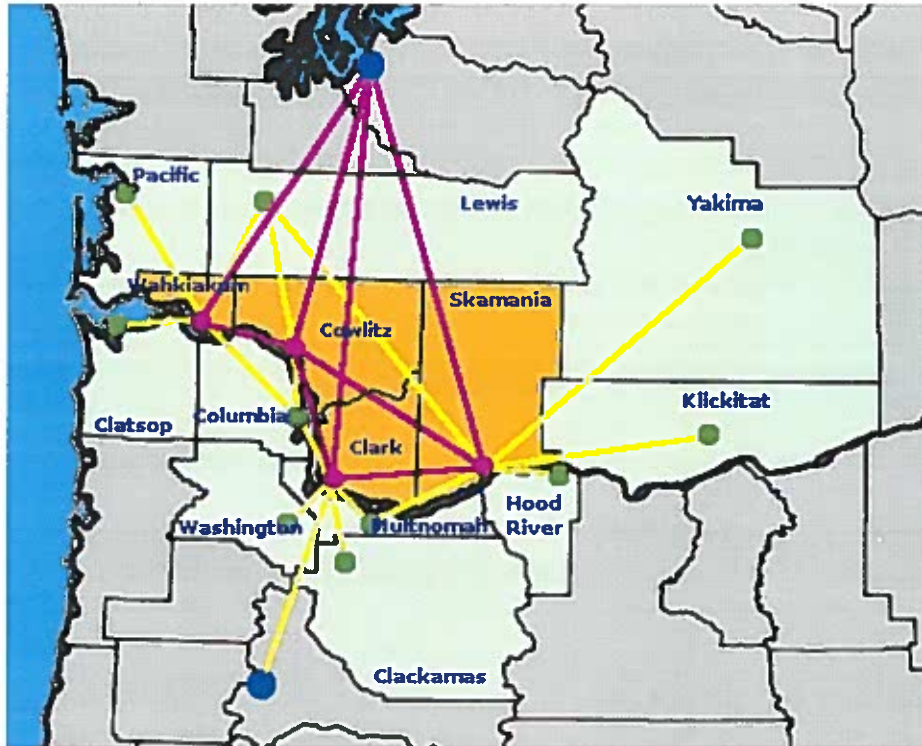 Pacific
Lewis
Yakima
Wahkiakum
Skamania
Cowlitz
Klickitat
Clatsop
Columbia
Clark
Hood
River
Washington
Multnomah
Clackamas